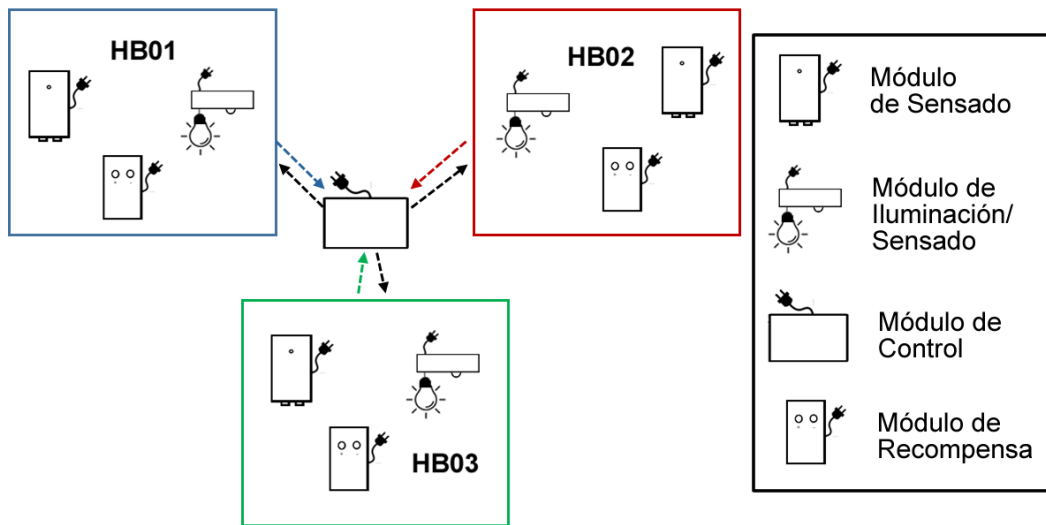 HB01
HB02
HB03
Módulo
de Sensado
Módulo de
Iluminación/
Sensado
Módulo de
Control
Módulo de
Recompensa